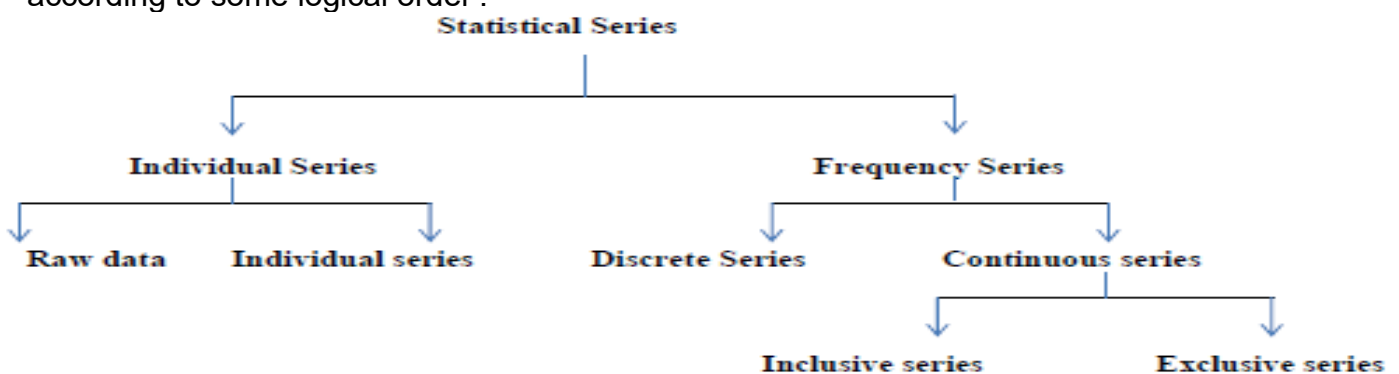 according to some logical order .
Statistical Series
Individual Series Frequency Series
Raw data Individual series Discrete Series Continuous series
Inclusive series Exclusive series